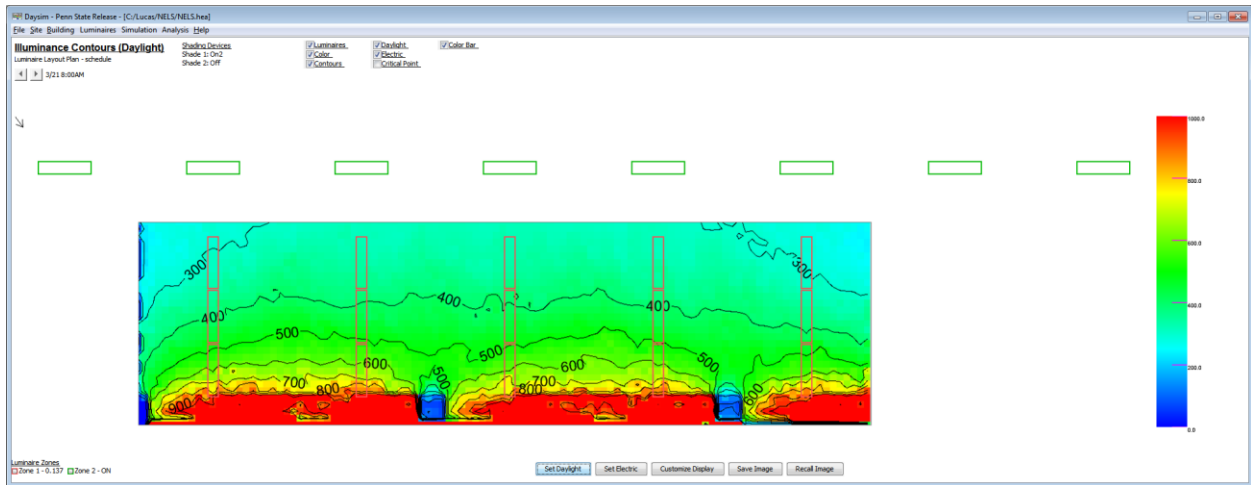 Daysim - Penn State Release - [C:/Lucas/NELS/NELS.hea]
File Site Building Luminaires Simulation Analysis Help
Illuminance Contours (Daylight)
Luminaire Layout Plan - schedule
3/21 8:00AM
Shading Devices
Shade 1: On2
Shade 2: Off
Luminaires Daylight Color Bar
Color Electric
Contours Critical Point
1000.0
800.0
600.0
400.0
200.0
0.0
300 300
400 400 400
500 500 500 500
600 600 600
700 700
800 800
900
Luminaire Zones
Zone 1 - 0.137 Zone 2 - ON
Set Daylight Set Electric Customize Display Save Image Recall Image